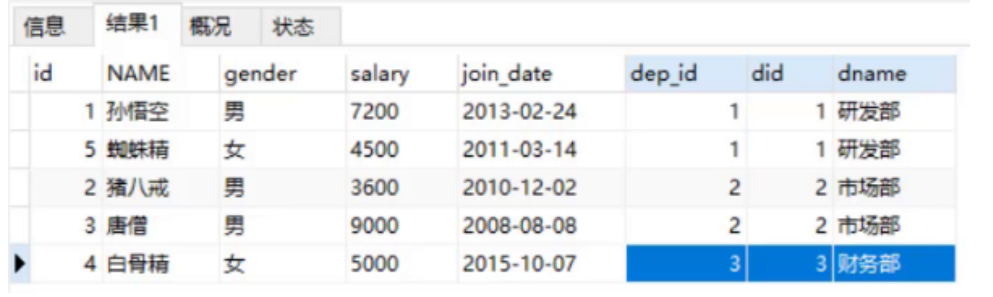 信息 结果1 概况 状态
id NAME gender salary join_date dep_id did dname
1 孙悟空 男 7200 2013-02-24 1 1 研发部
5 蜘蛛精 女 4500 2011-03-14 1 1 研发部
2 猪八戒 男 3600 2010-12-02 2 2 市场部
3 唐僧 男 9000 2008-08-08 2 2 市场部
4 白骨精 女 5000 2015-10-07 3 3 财务部